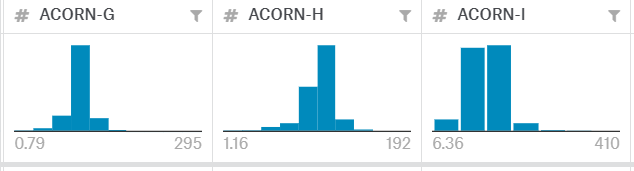 # ACORN-G
# ACORN-H
# ACORN-I
0.79 295
1.16 192
6.36 410